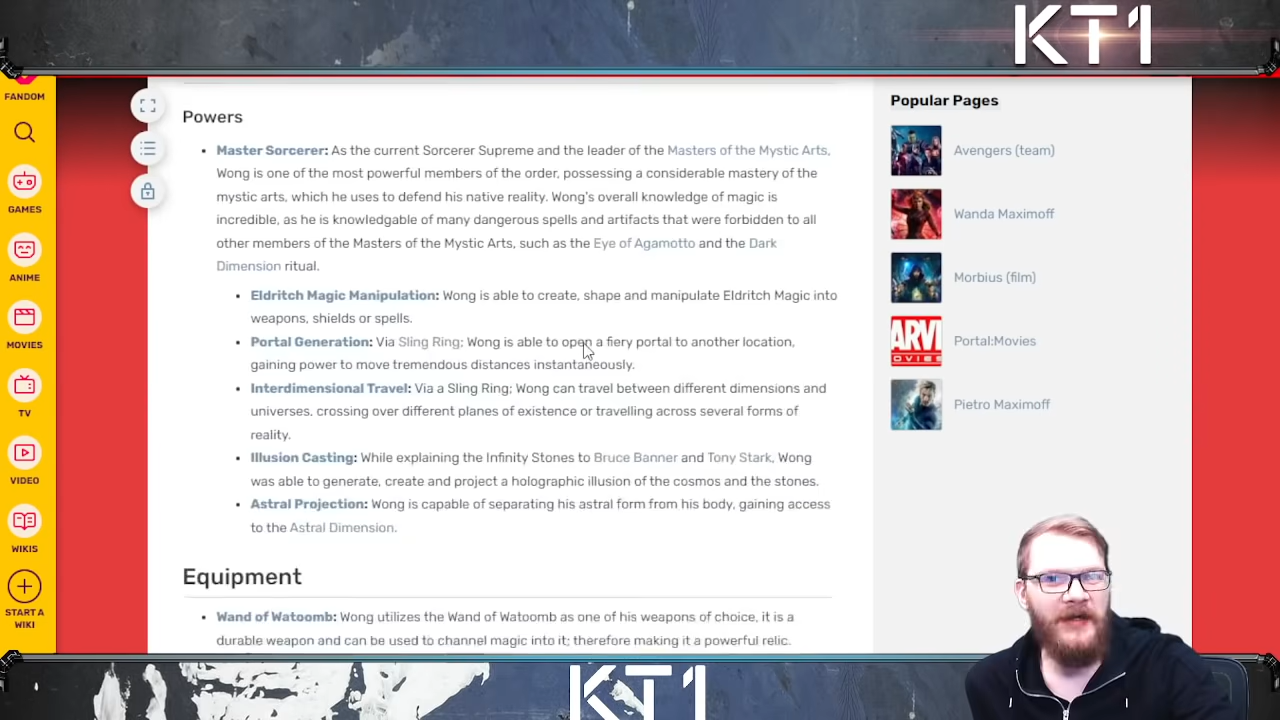 KT1
FANDOM
GAMES
ANIME
MOVIES
TV
VIDEO
WIKIS
START A
WIKI
Powers
Master Sorcerer: As the current Sorcerer Supreme and the leader of the Masters of the Mystic Arts,
Wong is one of the most powerful members of the order, possessing a considerable mastery of the
mystic arts, which he uses to defend his native reality. Wong's overall knowledge of magic is
incredible, as he is knowledgable of many dangerous spells and artifacts that were forbidden to all
other members of the Masters of the Mystic Arts, such as the Eye of Agamotto and the Dark
Dimension ritual.
Eldritch Magic Manipulation: Wong is able to create, shape and manipulate Eldritch Magic into
weapons, shields or spells.
Portal Generation: Via Sling Ring; Wong is able to open a fiery portal to another location,
gaining power to move tremendous distances instantaneously.
Interdimensional Travel: Via a Sling Ring; Wong can travel between different dimensions and
universes, crossing over different planes of existence or travelling across several forms of
reality.
Illusion Casting: While explaining the Infinity Stones to Bruce Banner and Tony Stark, Wong
was able to generate, create and project a holographic illusion of the cosmos and the stones.
Astral Projection: Wong is capable of separating his astral form from his body, gaining access
to the Astral Dimension.
Equipment
Wand of Watoomb: Wong utilizes the Wand of Watoomb as one of his weapons of choice, it is a
durable weapon and can be used to channel magic into it; therefore making it a powerful relic.
Popular Pages
Avengers (team)
Wanda Maximoff
Morbius (film)
ARV
OVIES
Portal:Movies
Pietro Maximoff
KT1